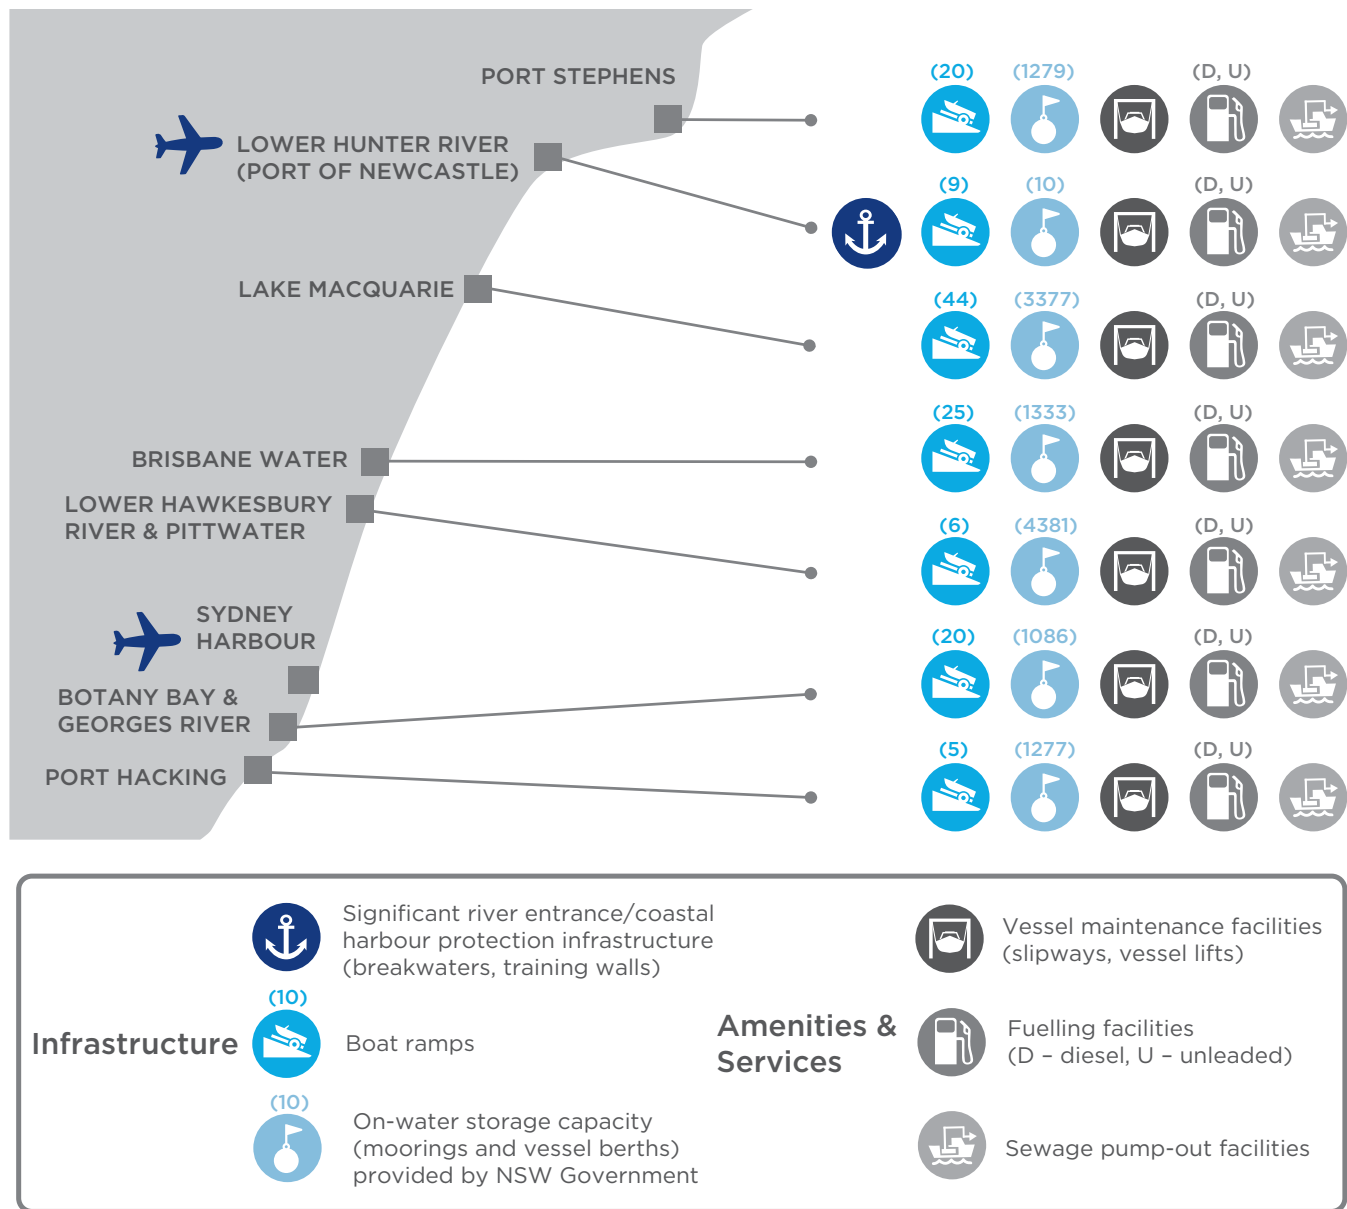 PORT STEPHENS
(20) (1279) (D, U)
LOWER HUNTER RIVER
(PORT OF NEWCASTLE)
(9) (10) (D, U)
LAKE MACQUARIE
(44) (3377) (D, U)
BRISBANE WATER
(25) (1333) (D, U)
LOWER HAWKESBURY
RIVER & PITTWATER
(6) (4381) (D, U)
SYDNEY
HARBOUR
BOTANY BAY &
GEORGES RIVER
(20) (1086) (D, U)
PORT HACKING
(5) (1277) (D, U)
Infrastructure
Significant river entrance/coastal
harbour protection infrastructure
(breakwaters, training walls)
(10)
Boat ramps
(10)
On-water storage capacity
(moorings and vessel berths)
provided by NSW Government
Amenities &
Services
Vessel maintenance facilities
(slipways, vessel lifts)
Fuelling facilities
(D – diesel, U – unleaded)
Sewage pump-out facilities